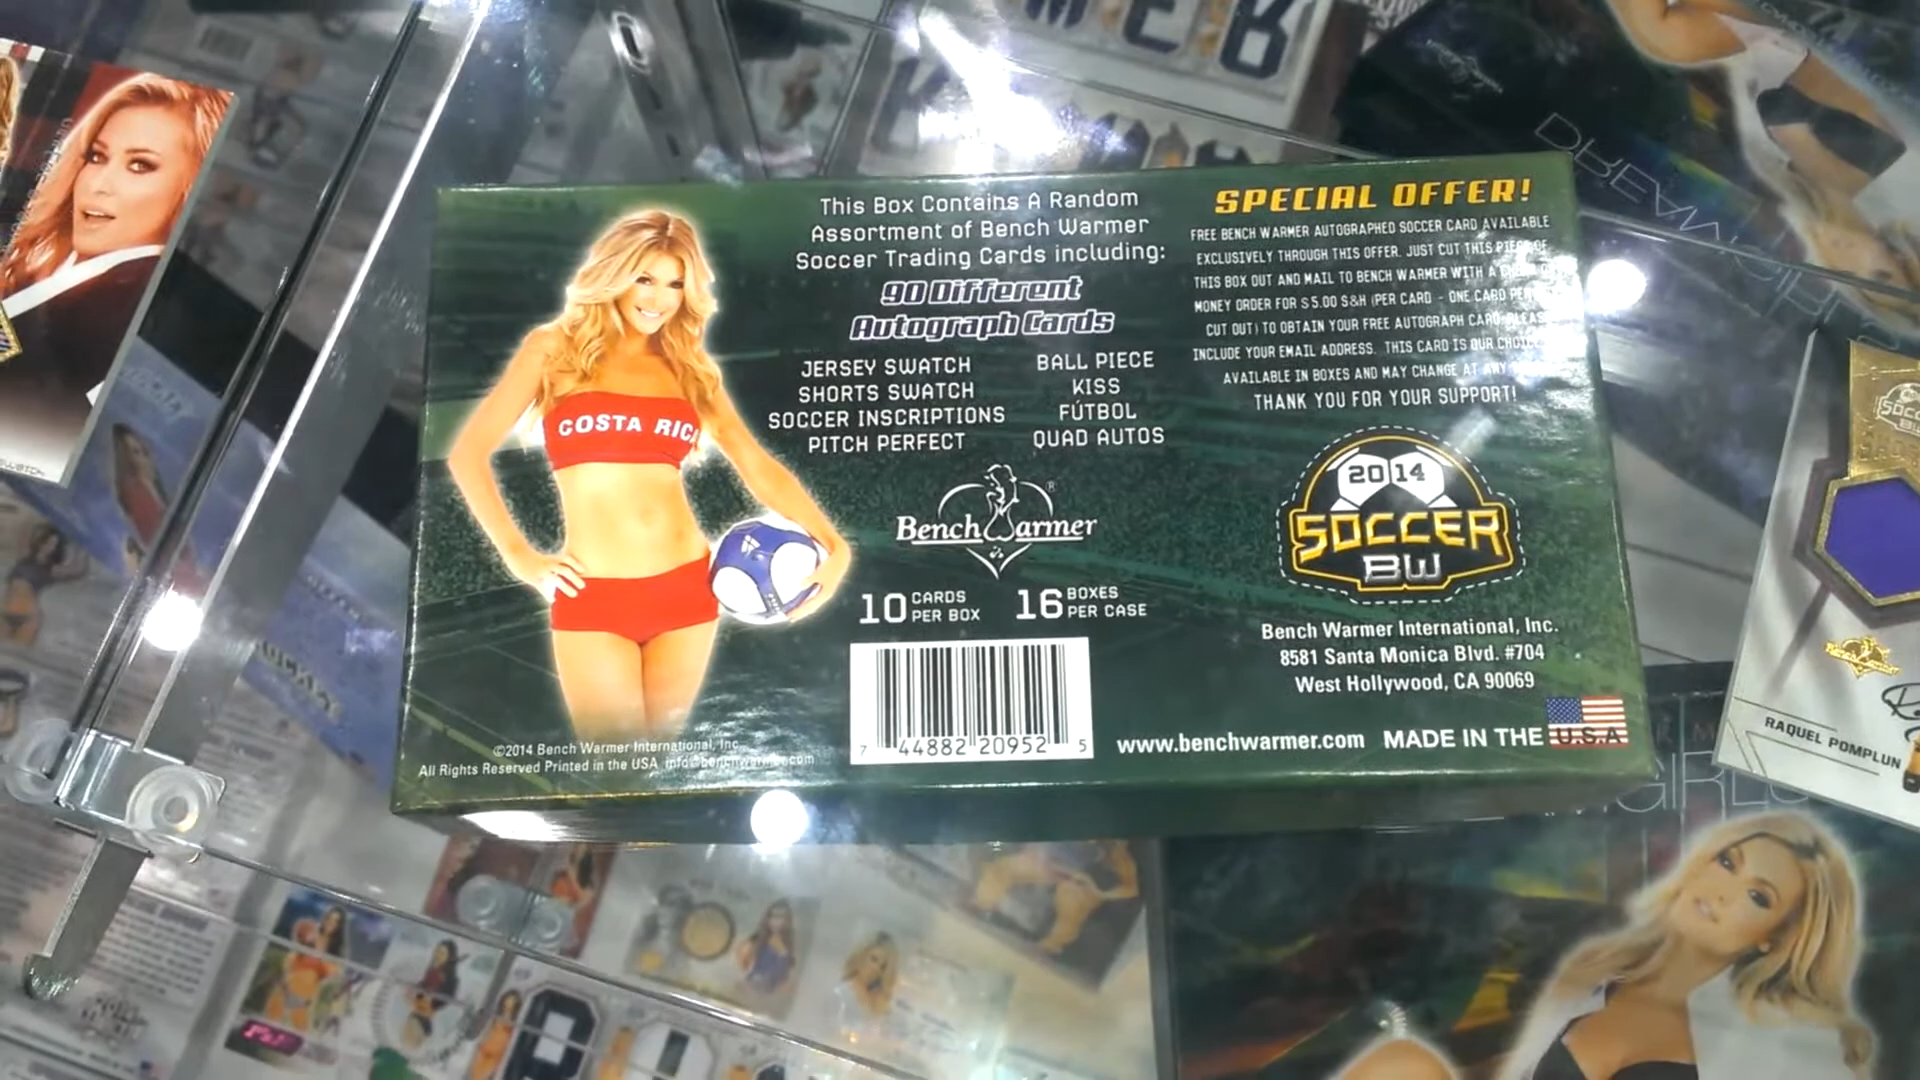 This Box Contains A Random
Assortment of Bench Warmer
Soccer Trading Cards including:
90 Different
Autograph Cards
JERSEY SWATCH
SHORTS SWATCH
SOCCER INSCRIPTIONS
PITCH PERFECT
BALL PIECE
KISS
FÚTBOL
QUAD AUTOS
Bench Warmer ®
10 CARDS PER BOX
16 BOXES PER CASE
7 44882 20952 5
COSTA RICA
©2014 Bench Warmer International, Inc.
All Rights Reserved Printed in the USA info@benchwarmer.com
SPECIAL OFFER!
FREE BENCH WARMER AUTOGRAPHED SOCCER CARD AVAILABLE
EXCLUSIVELY THROUGH THIS OFFER. JUST CUT THIS PIECE OF
THIS BOX OUT AND MAIL TO BENCH WARMER WITH A
MONEY ORDER FOR $5.00 S&H (PER CARD - ONE CARD PER
CUT OUT) TO OBTAIN YOUR FREE AUTOGRAPH CARD. PLEASE
INCLUDE YOUR EMAIL ADDRESS. THIS CARD IS OUR CHOICE
AVAILABLE IN BOXES AND MAY CHANGE AT ANY
THANK YOU FOR YOUR SUPPORT!
2014
SOCCER
BW
Bench Warmer International, Inc.
8581 Santa Monica Blvd. #704
West Hollywood, CA 90069
www.benchwarmer.com MADE IN THE U.S.A
RAQUEL POMPLUN